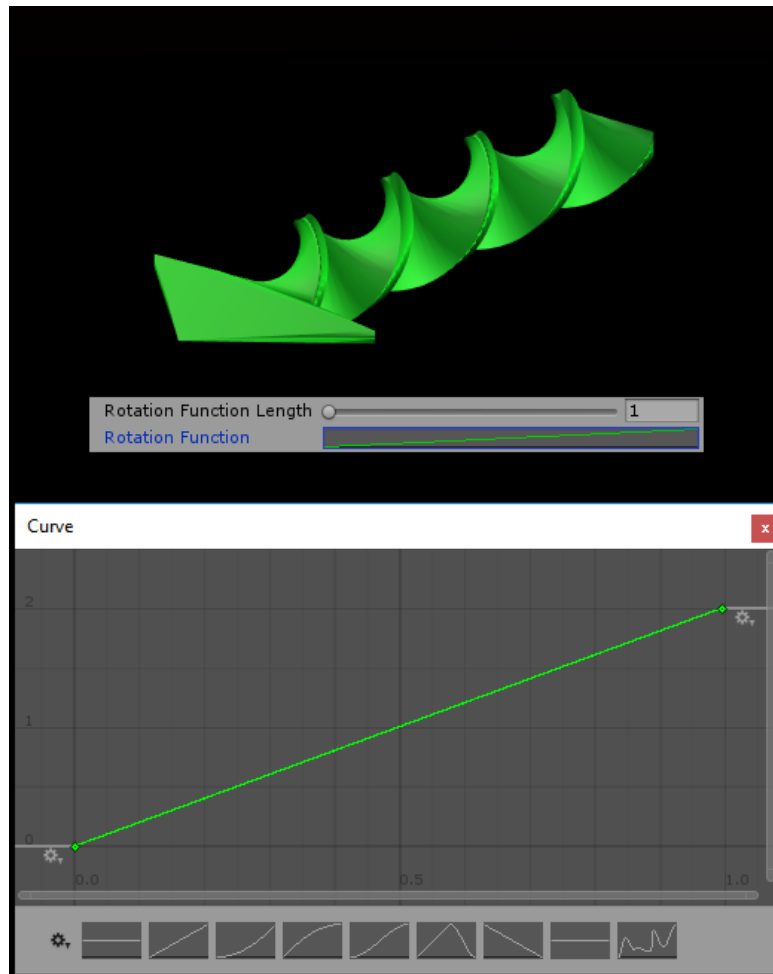 Rotation Function Length 1
Rotation Function
Curve
x
2
1
0
0.0 0.5 1.0